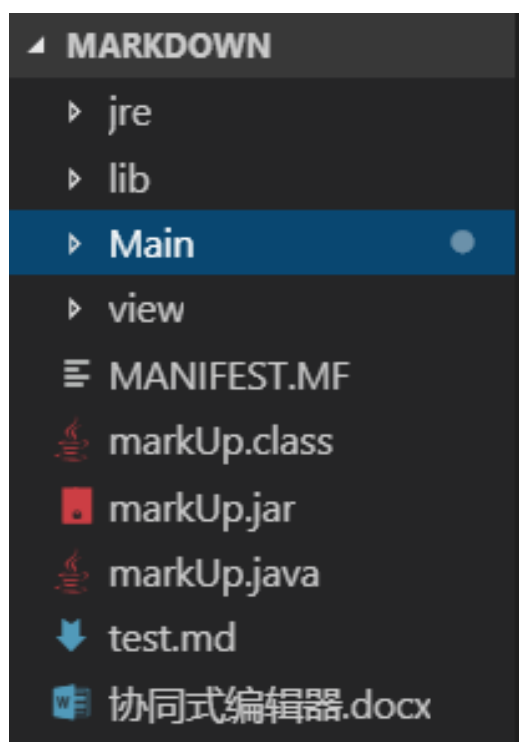 MARKDOWN
jre
lib
Main
view
MANIFEST.MF
markUp.class
markUp.jar
markUp.java
test.md
协同式编辑器.docx